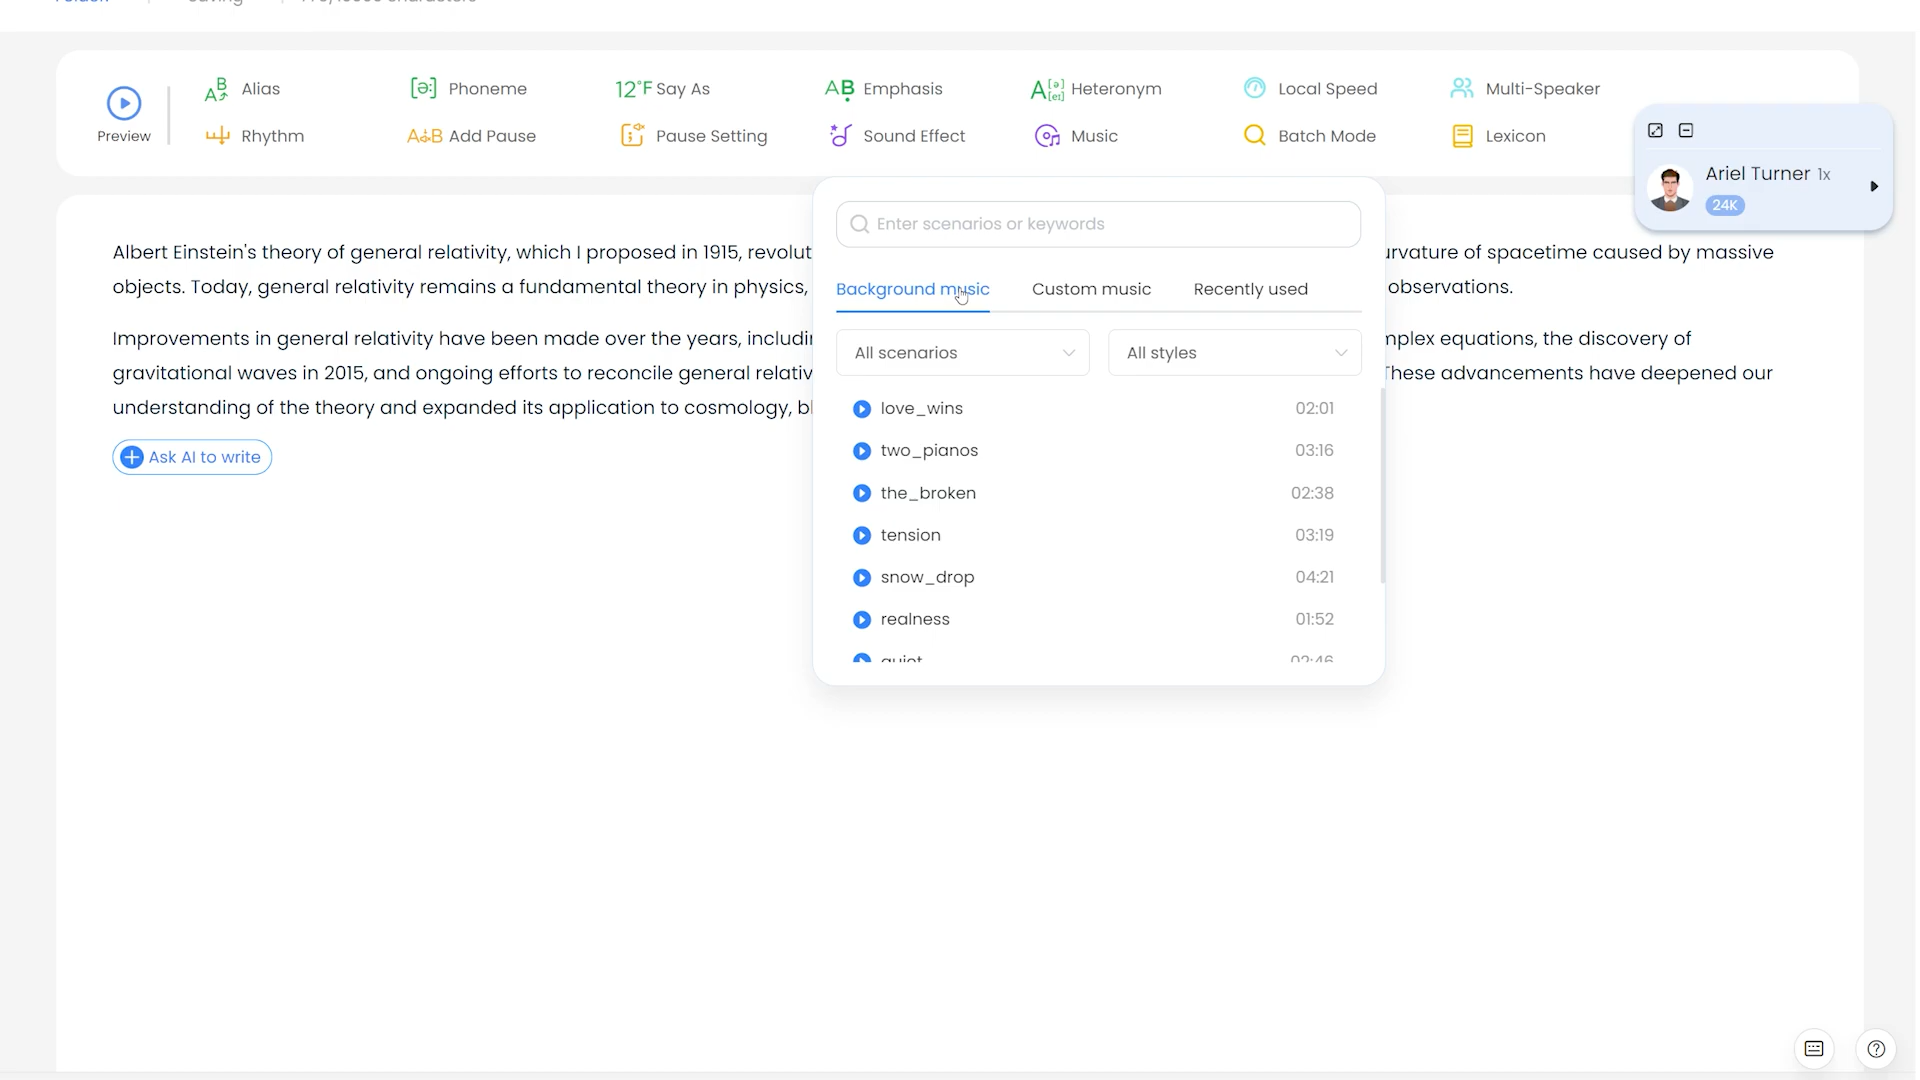 Alias
Phoneme
12°F Say As
Emphasis
Heteronym
Local Speed
Multi-Speaker
Preview
Rhythm
Add Pause
Pause Setting
Sound Effect
Music
Batch Mode
Lexicon
Ariel Turner 1x
24K
Enter scenarios or keywords
Background music
Custom music
Recently used
All scenarios
All styles
love_wins 02:01
two_pianos 03:16
the_broken 02:38
tension 03:19
snow_drop 04:21
realness 01:52
quiet 02:46
Albert Einstein's theory of general relativity, which I proposed in 1915, revolut urvature of spacetime caused by massive
objects. Today, general relativity remains a fundamental theory in physics, observations.
Improvements in general relativity have been made over the years, includin mplex equations, the discovery of
gravitational waves in 2015, and ongoing efforts to reconcile general relativ These advancements have deepened our
understanding of the theory and expanded its application to cosmology, bl
Ask AI to write